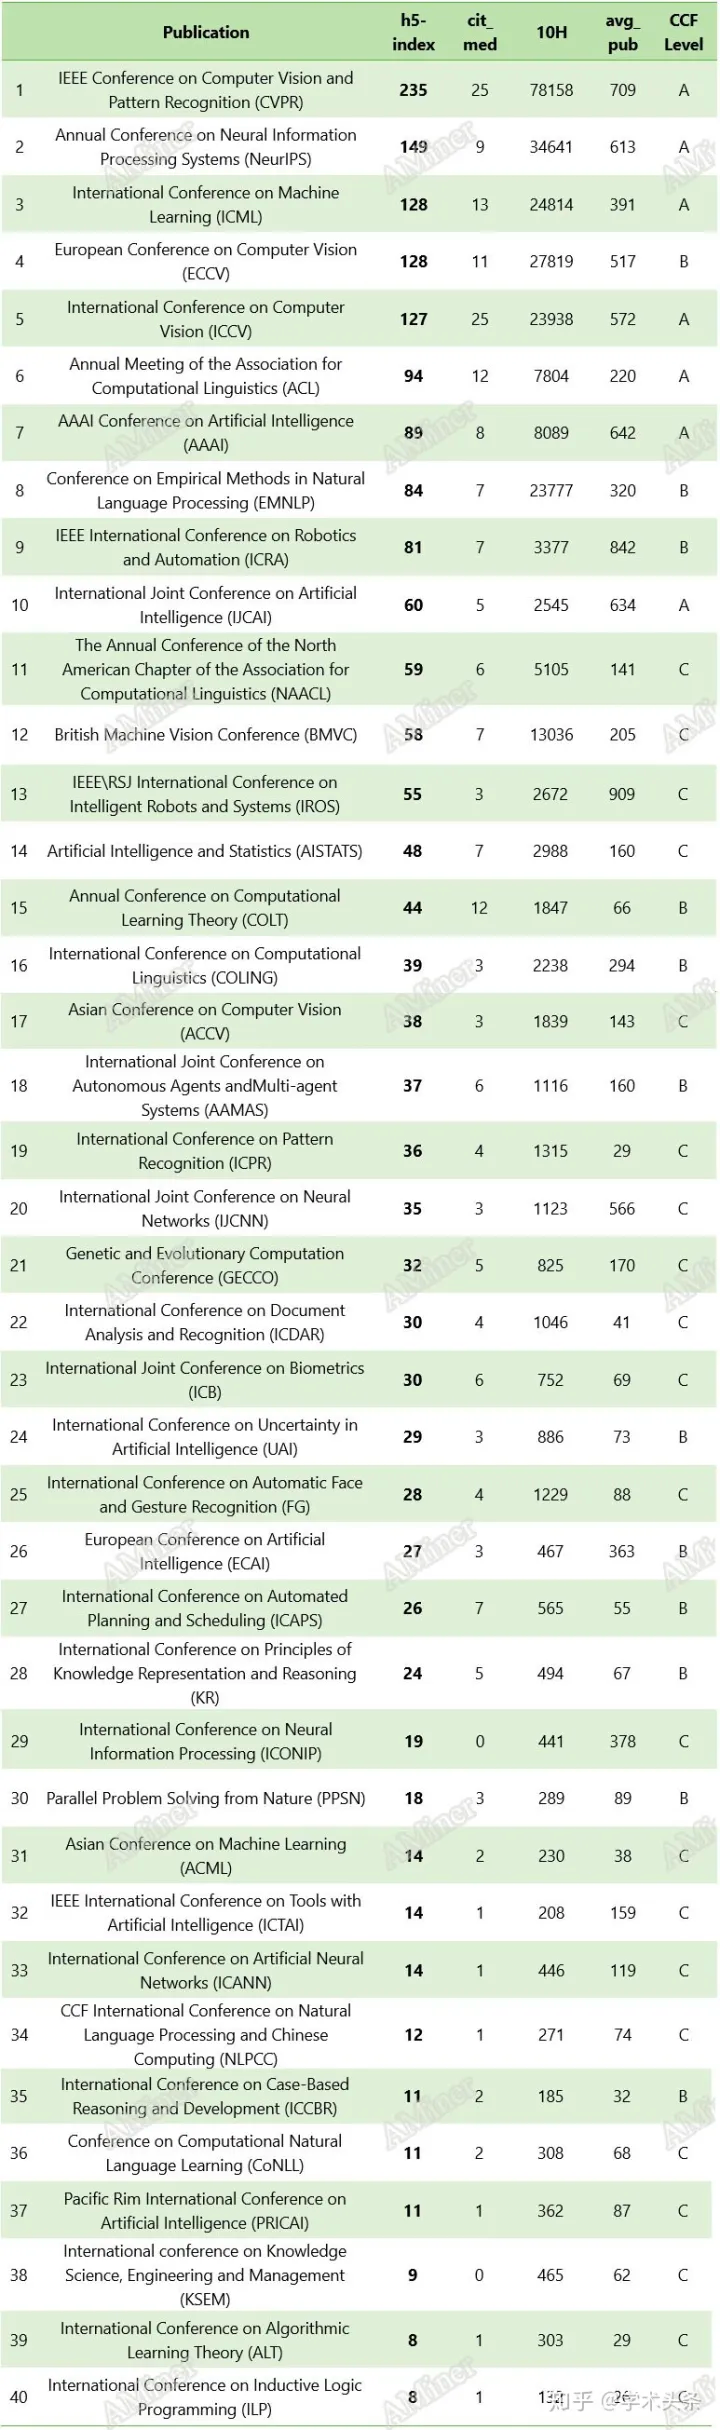 Publication h5-index cit_med 10H avg_pub CCF Level
1 IEEE Conference on Computer Vision and Pattern Recognition (CVPR) 235 25 78158 709 A
2 Annual Conference on Neural Information Processing Systems (NeurIPS) 149 9 34641 613 A
3 International Conference on Machine Learning (ICML) 128 13 24814 391 A
4 European Conference on Computer Vision (ECCV) 128 11 27819 517 B
5 International Conference on Computer Vision (ICCV) 127 25 23938 572 A
6 Annual Meeting of the Association for Computational Linguistics (ACL) 94 12 7804 220 A
7 AAAI Conference on Artificial Intelligence (AAAI) 89 8 8089 642 A
8 Conference on Empirical Methods in Natural Language Processing (EMNLP) 84 7 23777 320 B
9 IEEE International Conference on Robotics and Automation (ICRA) 81 7 3377 842 B
10 International Joint Conference on Artificial Intelligence (IJCAI) 60 5 2545 634 A
11 The Annual Conference of the North American Chapter of the Association for Computational Linguistics (NAACL) 59 6 5105 141 C
12 British Machine Vision Conference (BMVC) 58 7 13036 205 C
13 IEEE\RSJ International Conference on Intelligent Robots and Systems (IROS) 55 3 2672 909 C
14 Artificial Intelligence and Statistics (AISTATS) 48 7 2988 160 C
15 Annual Conference on Computational Learning Theory (COLT) 44 12 1847 66 B
16 International Conference on Computational Linguistics (COLING) 39 3 2238 294 B
17 Asian Conference on Computer Vision (ACCV) 38 3 1839 143 C
18 International Joint Conference on Autonomous Agents andMulti-agent Systems (AAMAS) 37 6 1116 160 B
19 International Conference on Pattern Recognition (ICPR) 36 4 1315 29 C
20 International Joint Conference on Neural Networks (IJCNN) 35 3 1123 566 C
21 Genetic and Evolutionary Computation Conference (GECCO) 32 5 825 170 C
22 International Conference on Document Analysis and Recognition (ICDAR) 30 4 1046 41 C
23 International Joint Conference on Biometrics (ICB) 30 6 752 69 C
24 International Conference on Uncertainty in Artificial Intelligence (UAI) 29 3 886 73 B
25 International Conference on Automatic Face and Gesture Recognition (FG) 28 4 1229 88 C
26 European Conference on Artificial Intelligence (ECAI) 27 3 467 363 B
27 International Conference on Automated Planning and Scheduling (ICAPS) 26 7 565 55 B
28 International Conference on Principles of Knowledge Representation and Reasoning (KR) 24 5 494 67 B
29 International Conference on Neural Information Processing (ICONIP) 19 0 441 378 C
30 Parallel Problem Solving from Nature (PPSN) 18 3 289 89 B
31 Asian Conference on Machine Learning (ACML) 14 2 230 38 C
32 IEEE International Conference on Tools with Artificial Intelligence (ICTAI) 14 1 208 159 C
33 International Conference on Artificial Neural Networks (ICANN) 14 1 446 119 C
34 CCF International Conference on Natural Language Processing and Chinese Computing (NLPCC) 12 1 271 74 C
35 International Conference on Case-Based Reasoning and Development (ICCBR) 11 2 185 32 B
36 Conference on Computational Natural Language Learning (CoNLL) 11 2 308 68 C
37 Pacific Rim International Conference on Artificial Intelligence (PRICAI) 11 1 362 87 C
38 International conference on Knowledge Science, Engineering and Management (KSEM) 9 0 465 62 C
39 International Conference on Algorithmic Learning Theory (ALT) 8 1 303 29 C
40 International Conference on Inductive Logic Programming (ILP) 8 1
知乎 @学术头条